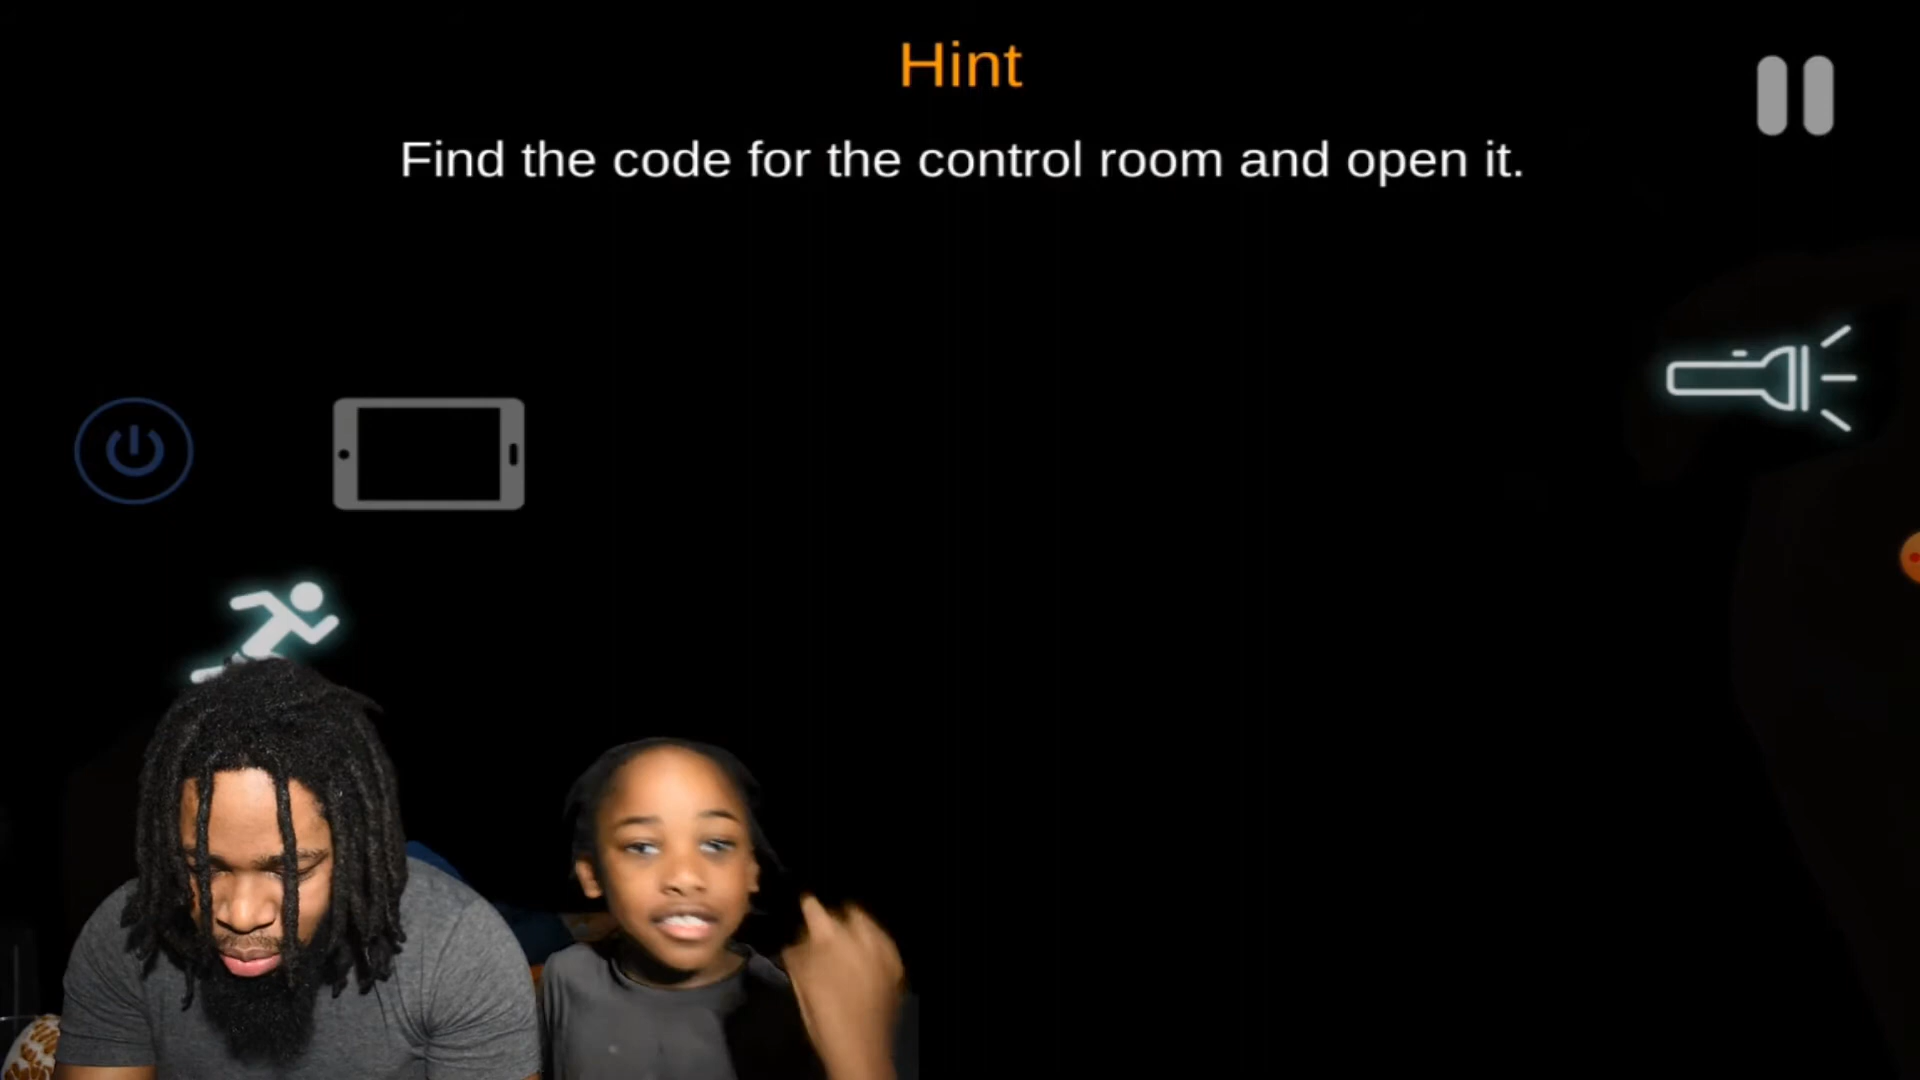 Hint
Find the code for the control room and open it.